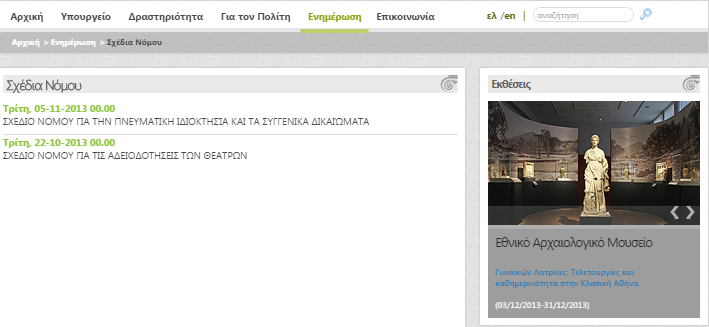 Αρχική Υπουργείο Δραστηριότητα Για τον Πολίτη Ενημέρωση Επικοινωνία ελ /en | αναζήτηση
Αρχική > Ενημέρωση > Σχέδια Νόμου
Σχέδια Νόμου
Τρίτη, 05-11-2013 00.00
ΣΧΕΔΙΟ ΝΟΜΟΥ ΓΙΑ ΤΗΝ ΠΝΕΥΜΑΤΙΚΗ ΙΔΙΟΚΤΗΣΙΑ ΚΑΙ ΤΑ ΣΥΓΓΕΝΙΚΑ ΔΙΚΑΙΩΜΑΤΑ
Τρίτη, 22-10-2013 00.00
ΣΧΕΔΙΟ ΝΟΜΟΥ ΓΙΑ ΤΙΣ ΑΔΕΙΟΔΟΤΗΣΕΙΣ ΤΩΝ ΘΕΑΤΡΩΝ
Εκθέσεις
Εθνικό Αρχαιολογικό Μουσείο
Γυναικών Λατρείες: Τελετουργίες και
καθημερινότητα στην Κλασική Αθήνα
(03/12/2013-31/12/2013)